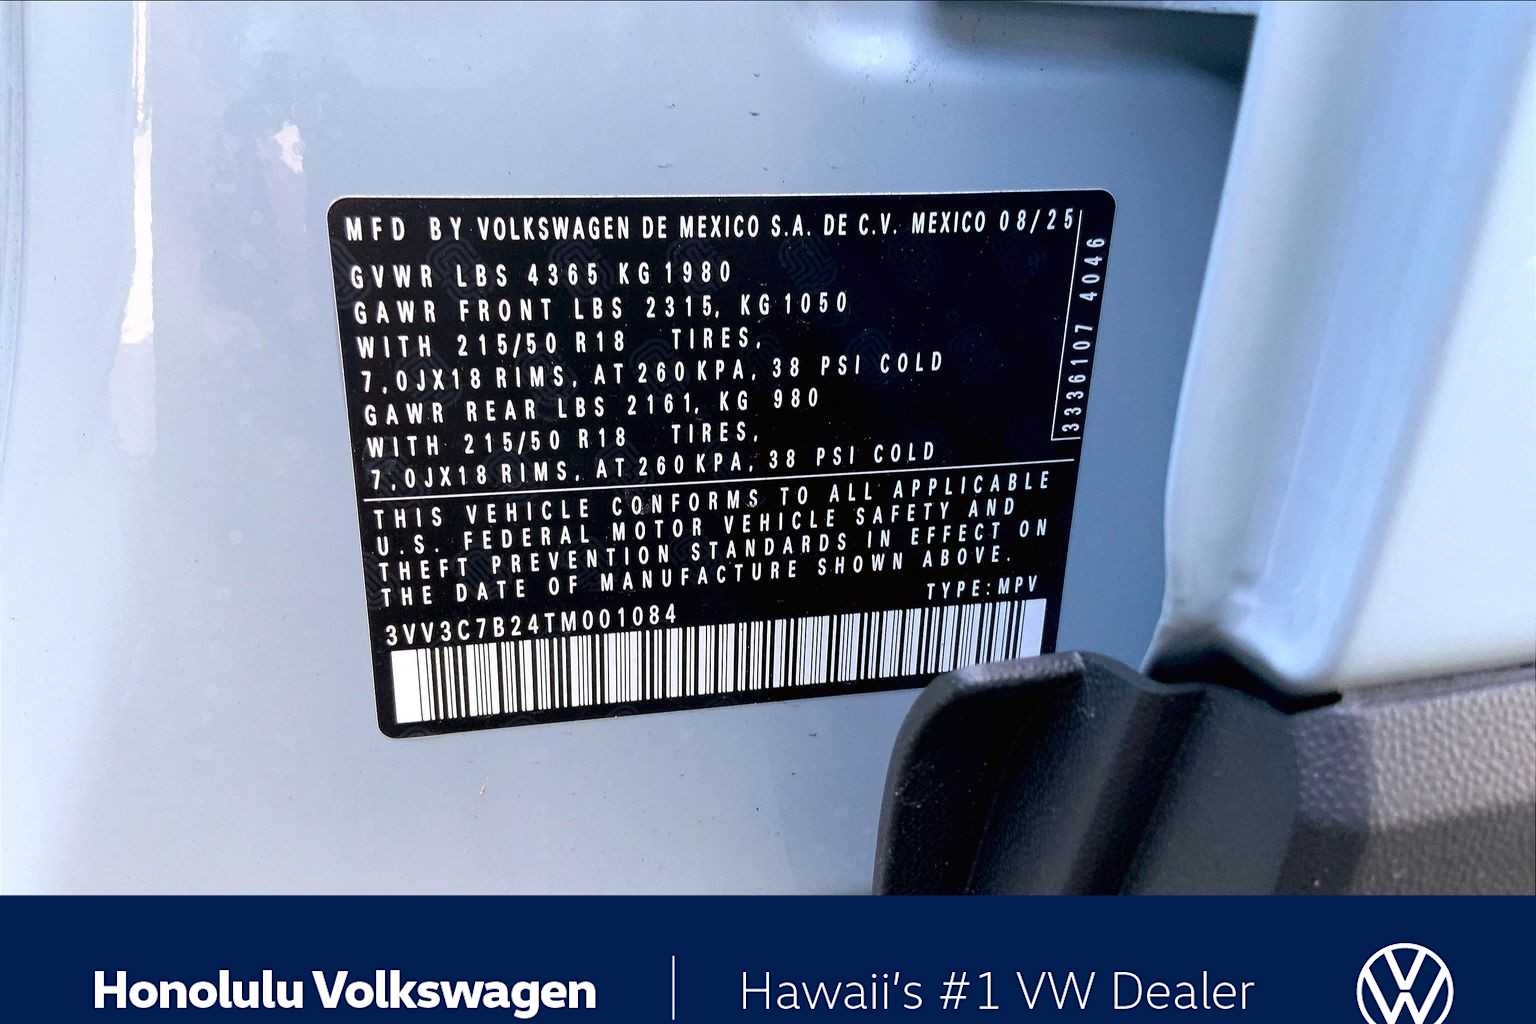 MFD BY VOLKSWAGEN DE MEXICO S.A. DE C.V. MEXICO 08/25
GVWR LBS 4365 KG 1980
GAWR FRONT LBS 2315, KG 1050
WITH 215/50 R18 TIRES,
7,0JX18 RIMS, AT 260 KPA, 38 PSI COLD
GAWR REAR LBS 2161, KG 980
WITH 215/50 R18 TIRES,
7,0JX18 RIMS, AT 260 KPA, 38 PSI COLD
3336107 4046
THIS VEHICLE CONFORMS TO ALL APPLICABLE
U.S. FEDERAL MOTOR VEHICLE SAFETY AND
THEFT PREVENTION STANDARDS IN EFFECT ON
THE DATE OF MANUFACTURE SHOWN ABOVE.
TYPE: MPV
3VV3C7B24TM001084
Honolulu Volkswagen
Hawaii's #1 VW Dealer